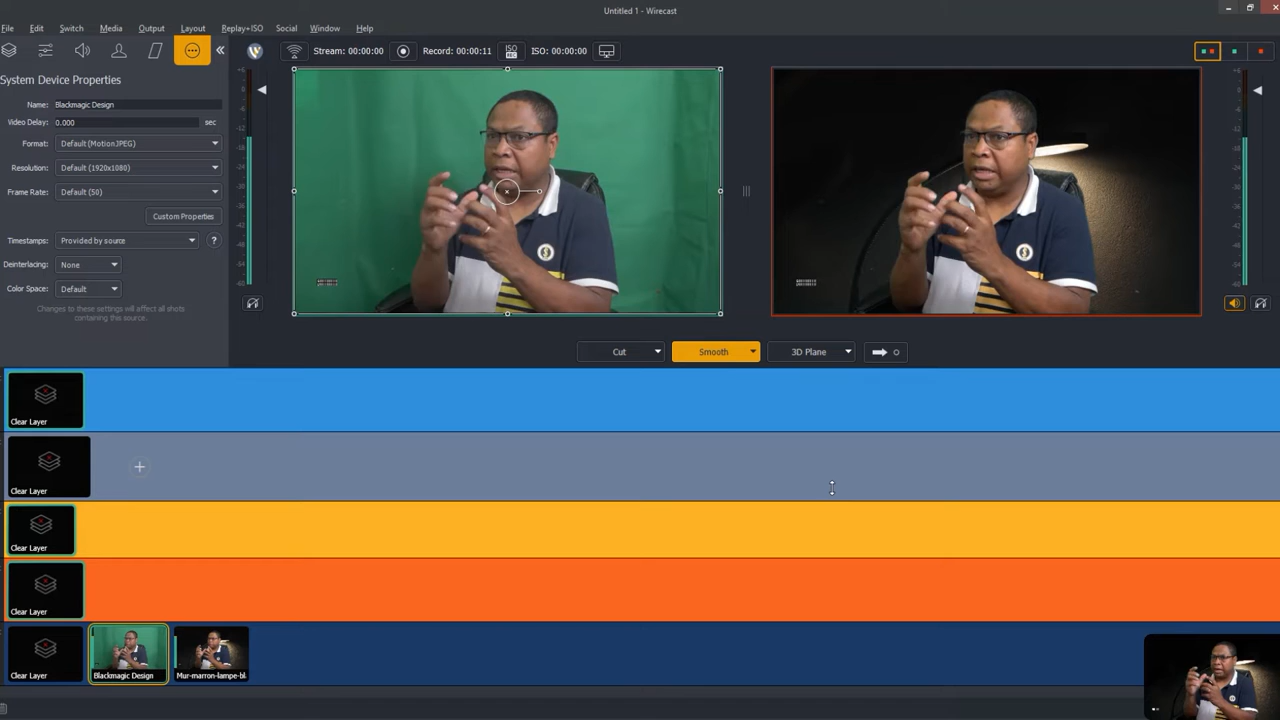 Untitled 1 - Wirecast
File Edit Switch Media Output Layout Replay+ISO Social Window Help
Stream: 00:00:00 Record: 00:00:11 ISO REC ISO: 00:00:00
System Device Properties
Name: Blackmagic Design
Video Delay: 0.000 sec
Format: Default (MotionJPEG)
Resolution: Default (1920x1080)
Frame Rate: Default (50)
Custom Properties
Timestamps: Provided by source ?
Deinterlacing: None
Color Space: Default
Changes to these settings will affect all shots
containing this source.
Cut Smooth 3D Plane
Clear Layer
Clear Layer
Clear Layer
Clear Layer
Clear Layer Blackmagic Design Mur-marron-lampe-bl